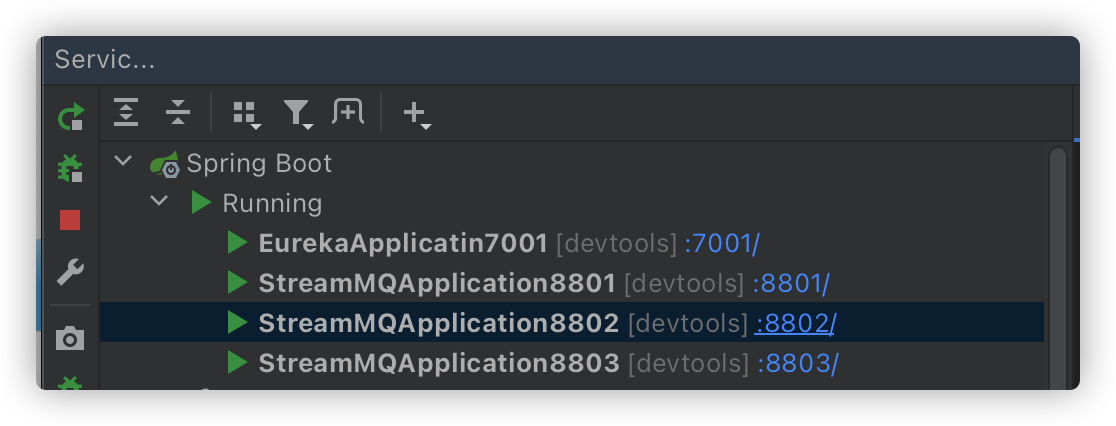 Servic...
Spring Boot
Running
EurekaApplicatin7001 [devtools] :7001/
StreamMQApplication8801 [devtools] :8801/
StreamMQApplication8802 [devtools] :8802/
StreamMQApplication8803 [devtools] :8803/